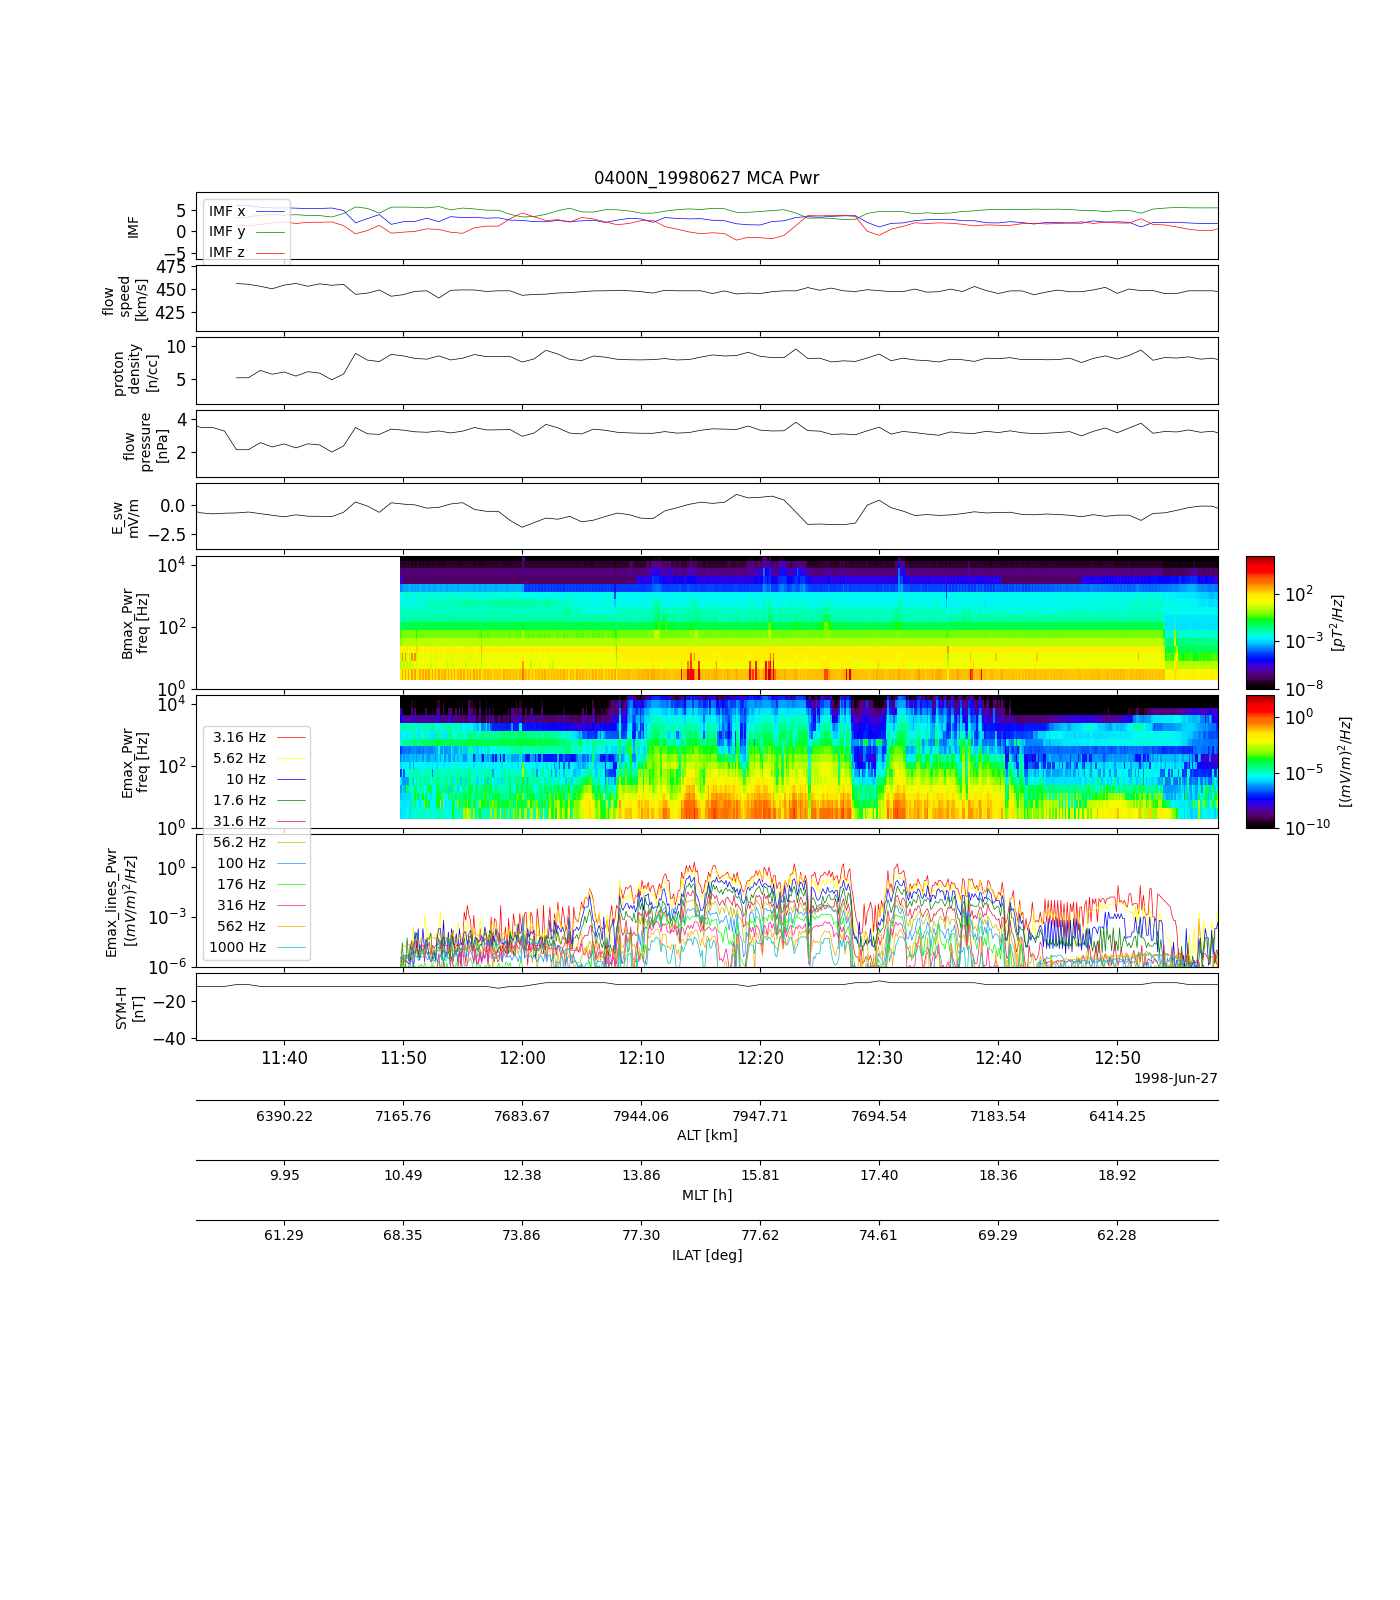 0400N_19980627 MCA Pwr
IMF
5
0
−5
IMF x
IMF y
IMF z
flow
speed
[km/s]
475
450
425
proton
density
[n/cc]
10
5
flow
pressure
[nPa]
4
2
E_sw
mV/m
0.0
−2.5
Bmax_Pwr
freq [Hz]
10^4
10^2
10^0
10^2
10^−3
10^−8
[pT^2/Hz]
Emax_Pwr
freq [Hz]
10^4
10^2
10^0
10^0
10^−5
10^−10
[(mV/m)^2/Hz]
3.16 Hz
5.62 Hz
10 Hz
17.6 Hz
31.6 Hz
56.2 Hz
100 Hz
176 Hz
316 Hz
562 Hz
1000 Hz
Emax_lines_Pwr
[(mV/m)^2/Hz]
10^0
10^−3
10^−6
SYM-H
[nT]
−20
−40
11:40 11:50 12:00 12:10 12:20 12:30 12:40 12:50
1998-Jun-27
6390.22 7165.76 7683.67 7944.06 7947.71 7694.54 7183.54 6414.25
ALT [km]
9.95 10.49 12.38 13.86 15.81 17.40 18.36 18.92
MLT [h]
61.29 68.35 73.86 77.30 77.62 74.61 69.29 62.28
ILAT [deg]